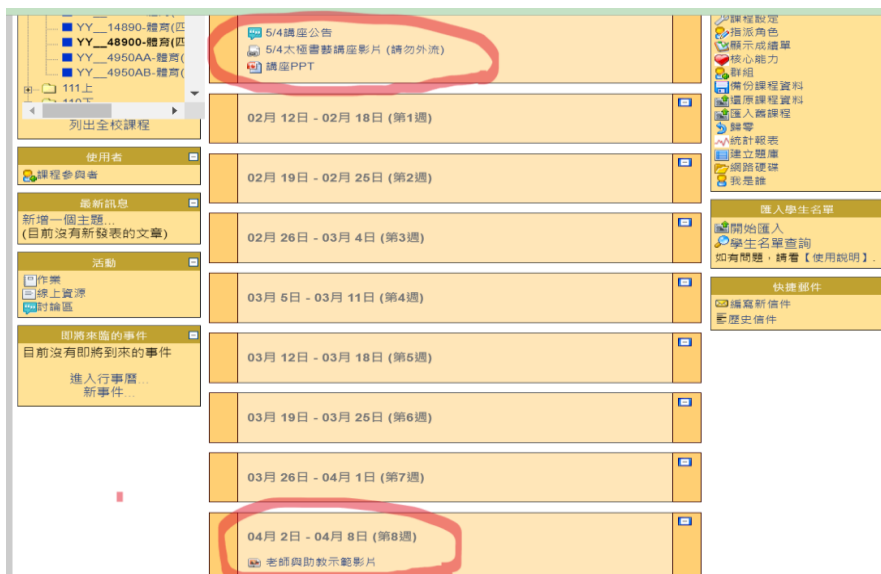 YY__14890-體育(四
YY__48900-體育(四
YY__4950AA-體育(
YY__4950AB-體育(
111上
110下
列出全校課程
使用者
課程參與者
最新訊息
新增一個主題...
(目前沒有新發表的文章)
活動
作業
線上資源
討論區
即將來臨的事件
目前沒有即將到來的事件
進入行事曆...
新事件...
5/4講座公告
5/4太極書藝講座影片 (請勿外流)
講座PPT
02月 12日 - 02月 18日 (第1週)
02月 19日 - 02月 25日 (第2週)
02月 26日 - 03月 4日 (第3週)
03月 5日 - 03月 11日 (第4週)
03月 12日 - 03月 18日 (第5週)
03月 19日 - 03月 25日 (第6週)
03月 26日 - 04月 1日 (第7週)
04月 2日 - 04月 8日 (第8週)
老師與助教示範影片
課程設定
指派角色
顯示成績單
核心能力
群組
備份課程資料
還原課程資料
匯入舊課程
歸零
統計報表
建立題庫
網路硬碟
我是誰
匯入學生名單
開始匯入
學生名單查詢
如有問題，請看【使用說明】.
快捷郵件
編寫新信件
歷史信件